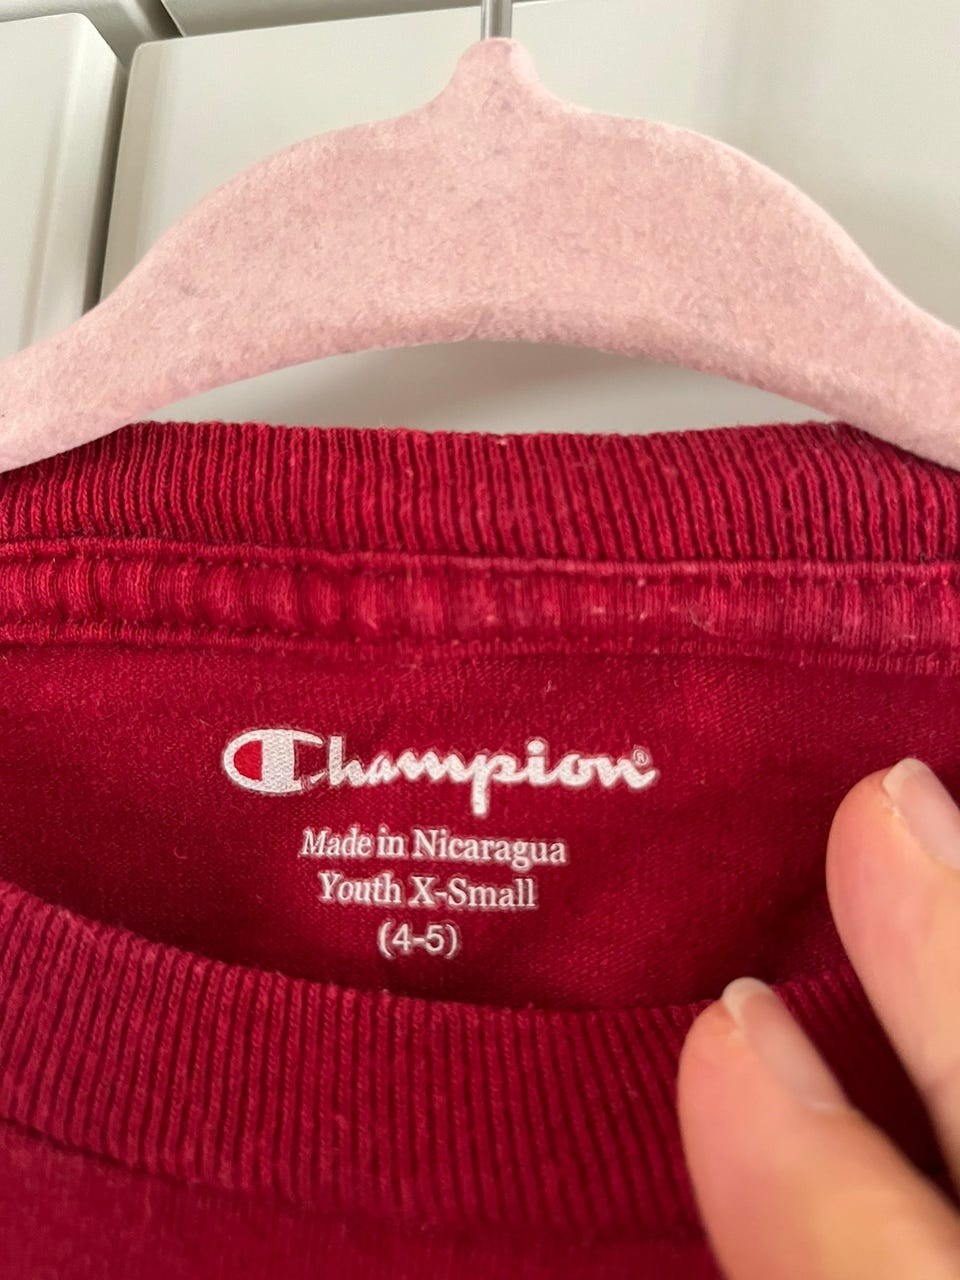 Champion®
Made in Nicaragua
Youth X-Small
(4-5)